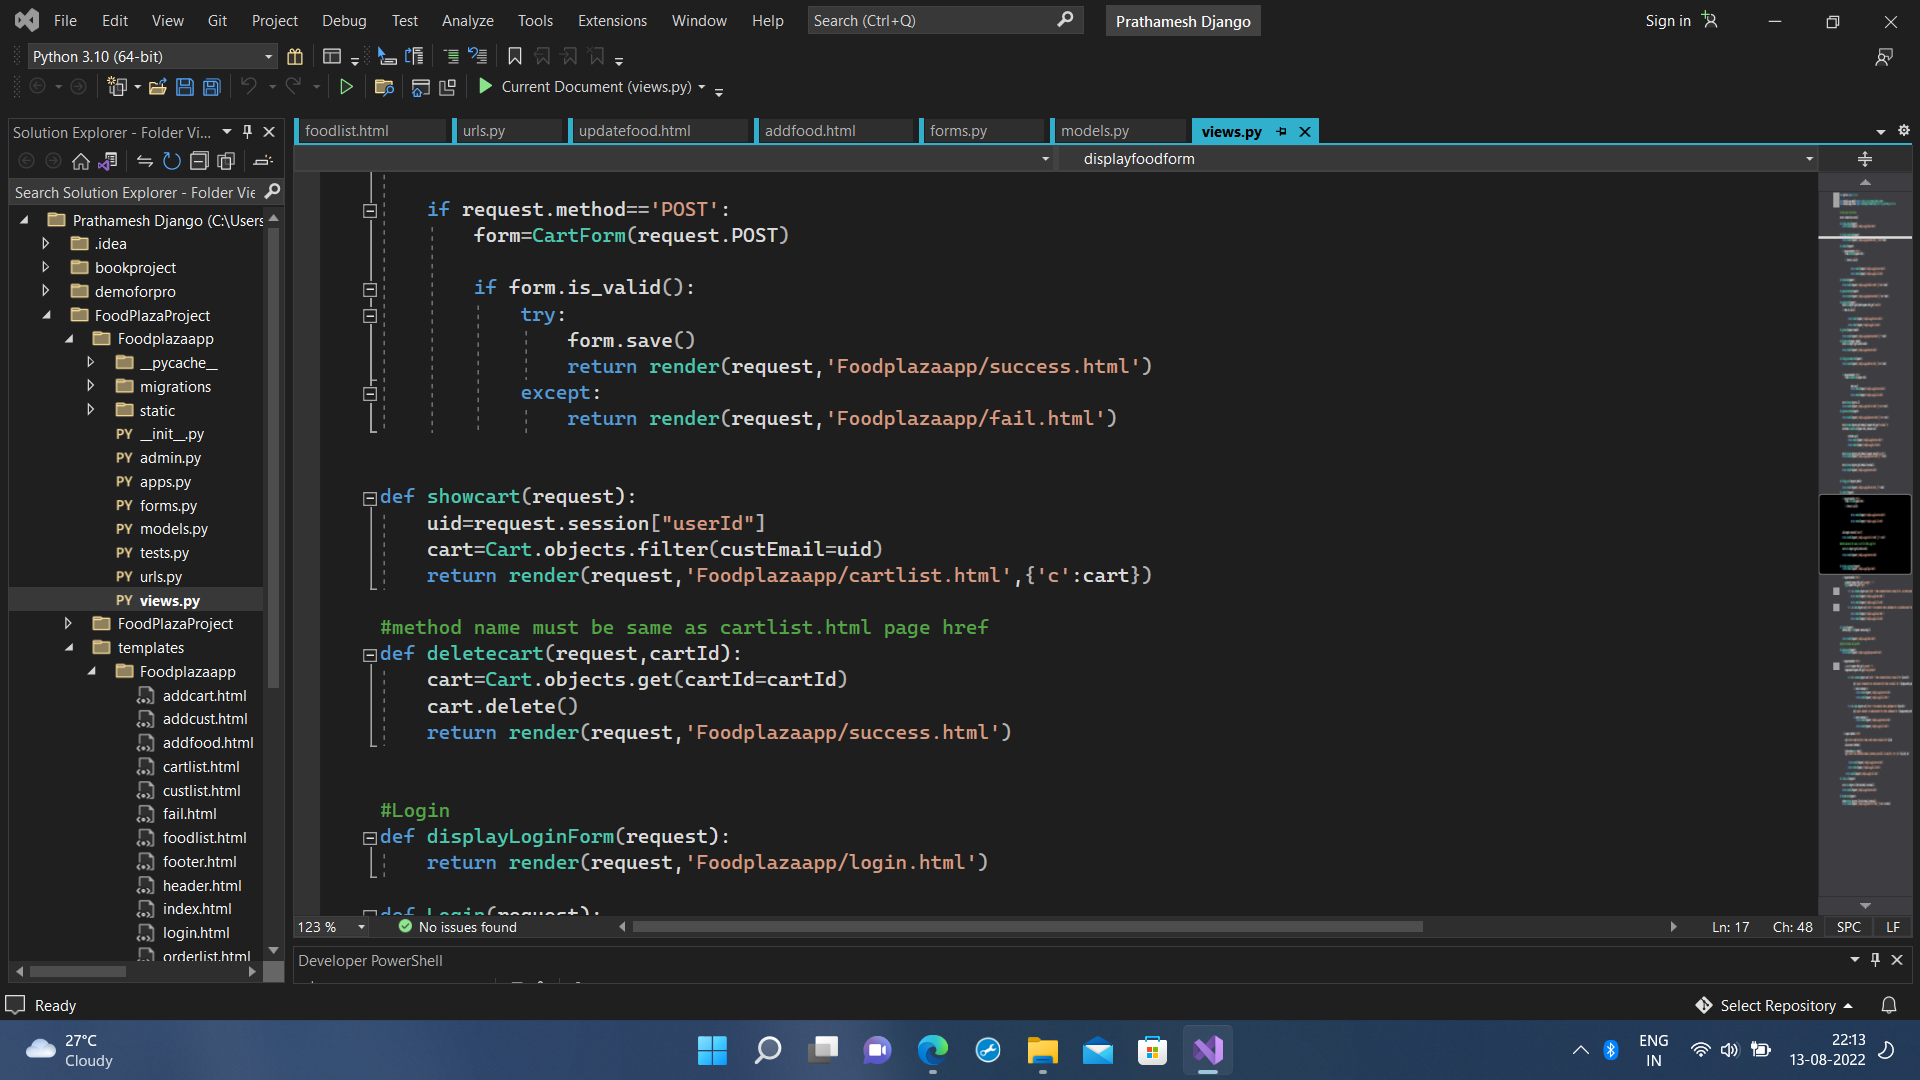 File Edit View Git Project Debug Test Analyze Tools Extensions Window Help Search (Ctrl+Q) Prathamesh Django Sign in
Python 3.10 (64-bit)
Current Document (views.py)
Solution Explorer - Folder Vi...
Search Solution Explorer - Folder Vie
Prathamesh Django (C:\Users
.idea
bookproject
demoforpro
FoodPlazaProject
Foodplazaapp
__pycache__
migrations
static
PY __init__.py
PY admin.py
PY apps.py
PY forms.py
PY models.py
PY tests.py
PY urls.py
PY views.py
FoodPlazaProject
templates
Foodplazaapp
addcart.html
addcust.html
addfood.html
cartlist.html
custlist.html
fail.html
foodlist.html
footer.html
header.html
index.html
login.html
orderlist.html
foodlist.html urls.py updatefood.html addfood.html forms.py models.py views.py
displayfoodform
if request.method=='POST':
form=CartForm(request.POST)
if form.is_valid():
try:
form.save()
return render(request,'Foodplazaapp/success.html')
except:
return render(request,'Foodplazaapp/fail.html')
def showcart(request):
uid=request.session["userId"]
cart=Cart.objects.filter(custEmail=uid)
return render(request,'Foodplazaapp/cartlist.html',{'c':cart})
#method name must be same as cartlist.html page href
def deletecart(request,cartId):
cart=Cart.objects.get(cartId=cartId)
cart.delete()
return render(request,'Foodplazaapp/success.html')
#Login
def displayLoginForm(request):
return render(request,'Foodplazaapp/login.html')
def Login(request):
123 % No issues found Ln: 17 Ch: 48 SPC LF
Developer PowerShell
Ready Select Repository
27°C
Cloudy
ENG
IN
22:13
13-08-2022